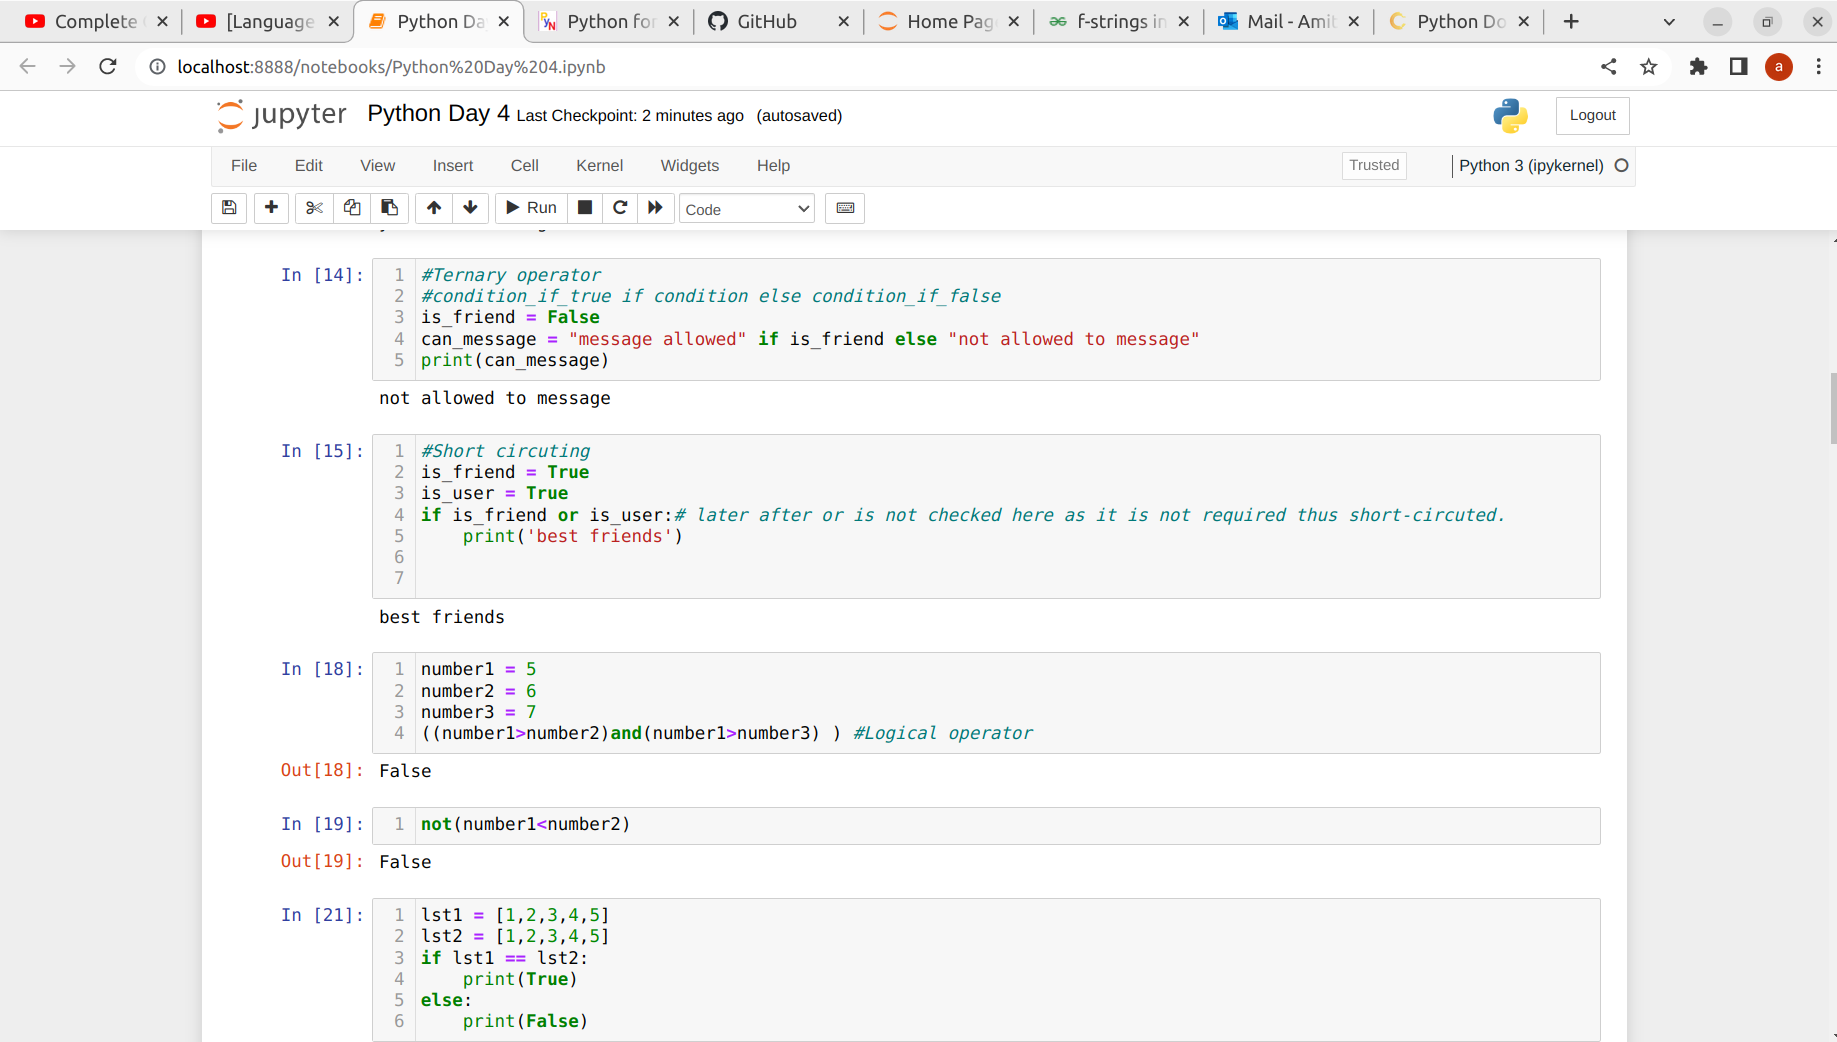 Complete
[Language
Python Da
Python for
GitHub
Home Pag
f-strings in
Mail - Amit
Python Do
localhost:8888/notebooks/Python%20Day%204.ipynb
a
jupyter Python Day 4 Last Checkpoint: 2 minutes ago (autosaved)
Logout
File Edit View Insert Cell Kernel Widgets Help
Trusted
Python 3 (ipykernel)
Run
Code
In [14]:
1 #Ternary operator
2 #condition_if_true if condition else condition_if_false
3 is_friend = False
4 can_message = "message allowed" if is_friend else "not allowed to message"
5 print(can_message)
not allowed to message
In [15]:
1 #Short circuting
2 is_friend = True
3 is_user = True
4 if is_friend or is_user:# later after or is not checked here as it is not required thus short-circuted.
5     print('best friends')
6
7
best friends
In [18]:
1 number1 = 5
2 number2 = 6
3 number3 = 7
4 ((number1>number2)and(number1>number3) ) #Logical operator
Out[18]: False
In [19]:
1 not(number1<number2)
Out[19]: False
In [21]:
1 lst1 = [1,2,3,4,5]
2 lst2 = [1,2,3,4,5]
3 if lst1 == lst2:
4     print(True)
5 else:
6     print(False)